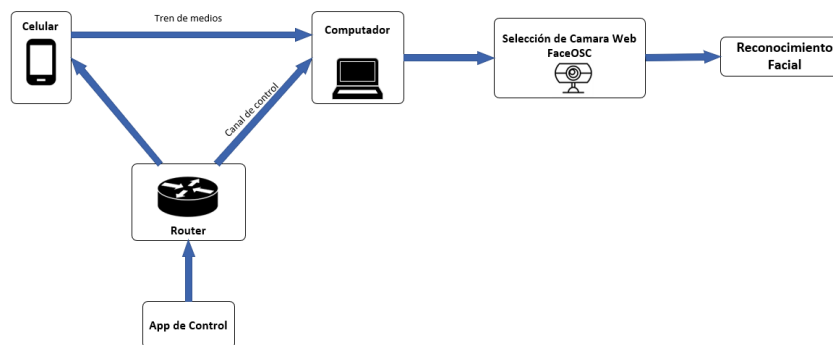 Celular
Tren de medios
Computador
Selección de Camara Web
FaceOSC
Reconocimiento
Facial
Canal de control
Router
App de Control